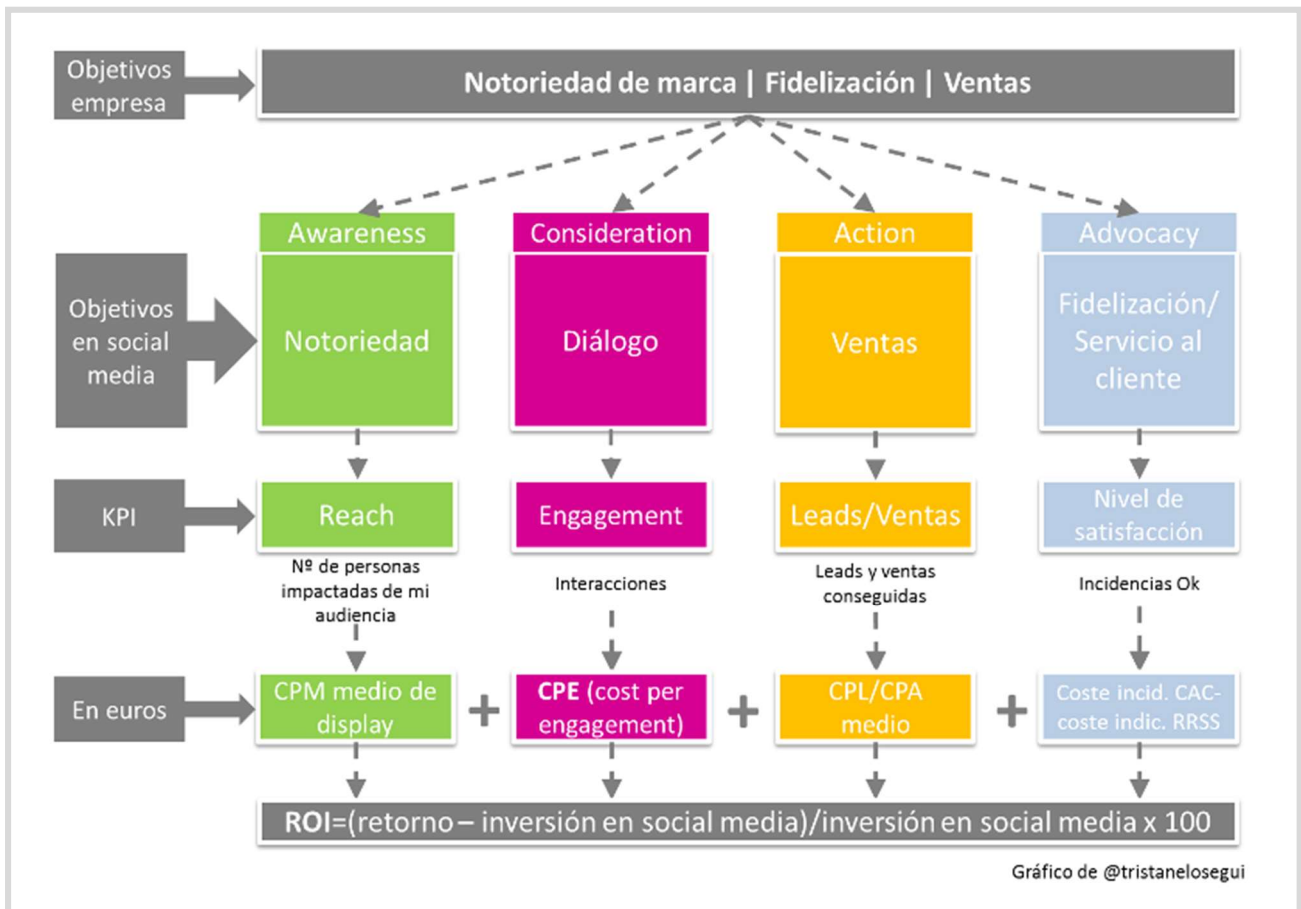 Objetivos
empresa
Notoriedad de marca | Fidelización | Ventas
Awareness
Consideration
Action
Advocacy
Objetivos
en social
media
Notoriedad
Diálogo
Ventas
Fidelización/
Servicio al
cliente
KPI
Reach
Engagement
Leads/Ventas
Nivel de
satisfacción
Nº de personas
impactadas de mi
audiencia
Interacciones
Leads y ventas
conseguidas
Incidencias Ok
En euros
CPM medio de
display
+
CPE (cost per
engagement)
+
CPL/CPA
medio
+
Coste incid. CAC-
coste indic. RRSS
ROI=(retorno – inversión en social media)/inversión en social media x 100
Gráfico de @tristanelosegui